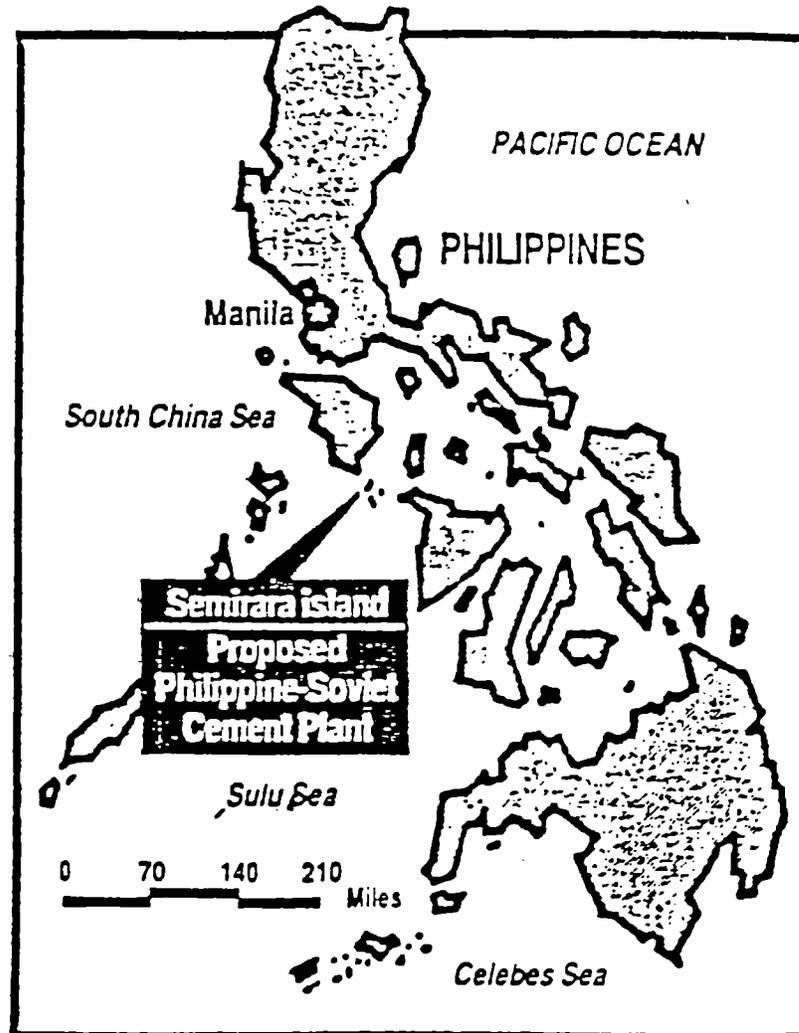 PACIFIC OCEAN
PHILIPPINES
Manila
South China Sea
Semirara island
Proposed
Philippine-Soviet
Cement Plant
Sulu Sea
0 70 140 210
Miles
Celebes Sea